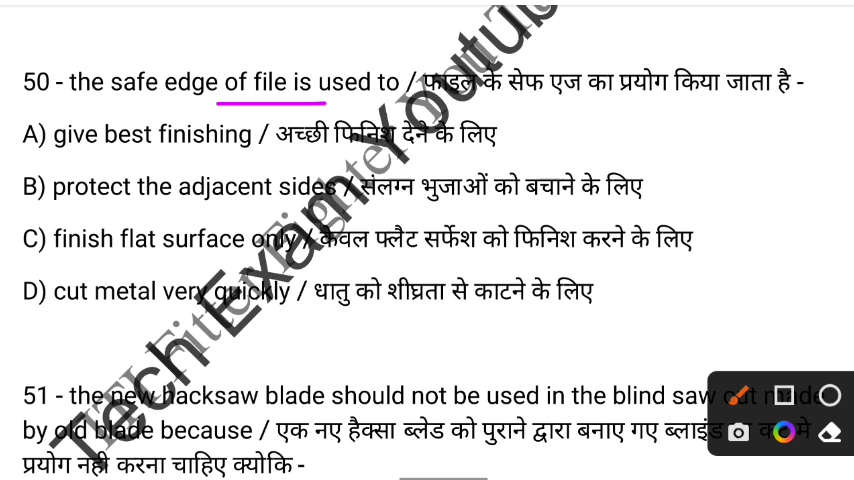 50 - the safe edge of file is used to / फाइल के सेफ एज का प्रयोग किया जाता है -
A) give best finishing / अच्छी फिनिश देने के लिए
B) protect the adjacent sides / संलग्न भुजाओं को बचाने के लिए
C) finish flat surface only / केवल फ्लैट सर्फेश को फिनिश करने के लिए
D) cut metal very quickly / धातु को शीघ्रता से काटने के लिए
51 - the new hacksaw blade should not be used in the blind saw cut made
by old blade because / एक नए हैक्सा ब्लेड को पुराने द्वारा बनाए गए ब्लाइंड मे
प्रयोग नही करना चाहिए क्योकि -
Tech Exam Youtub